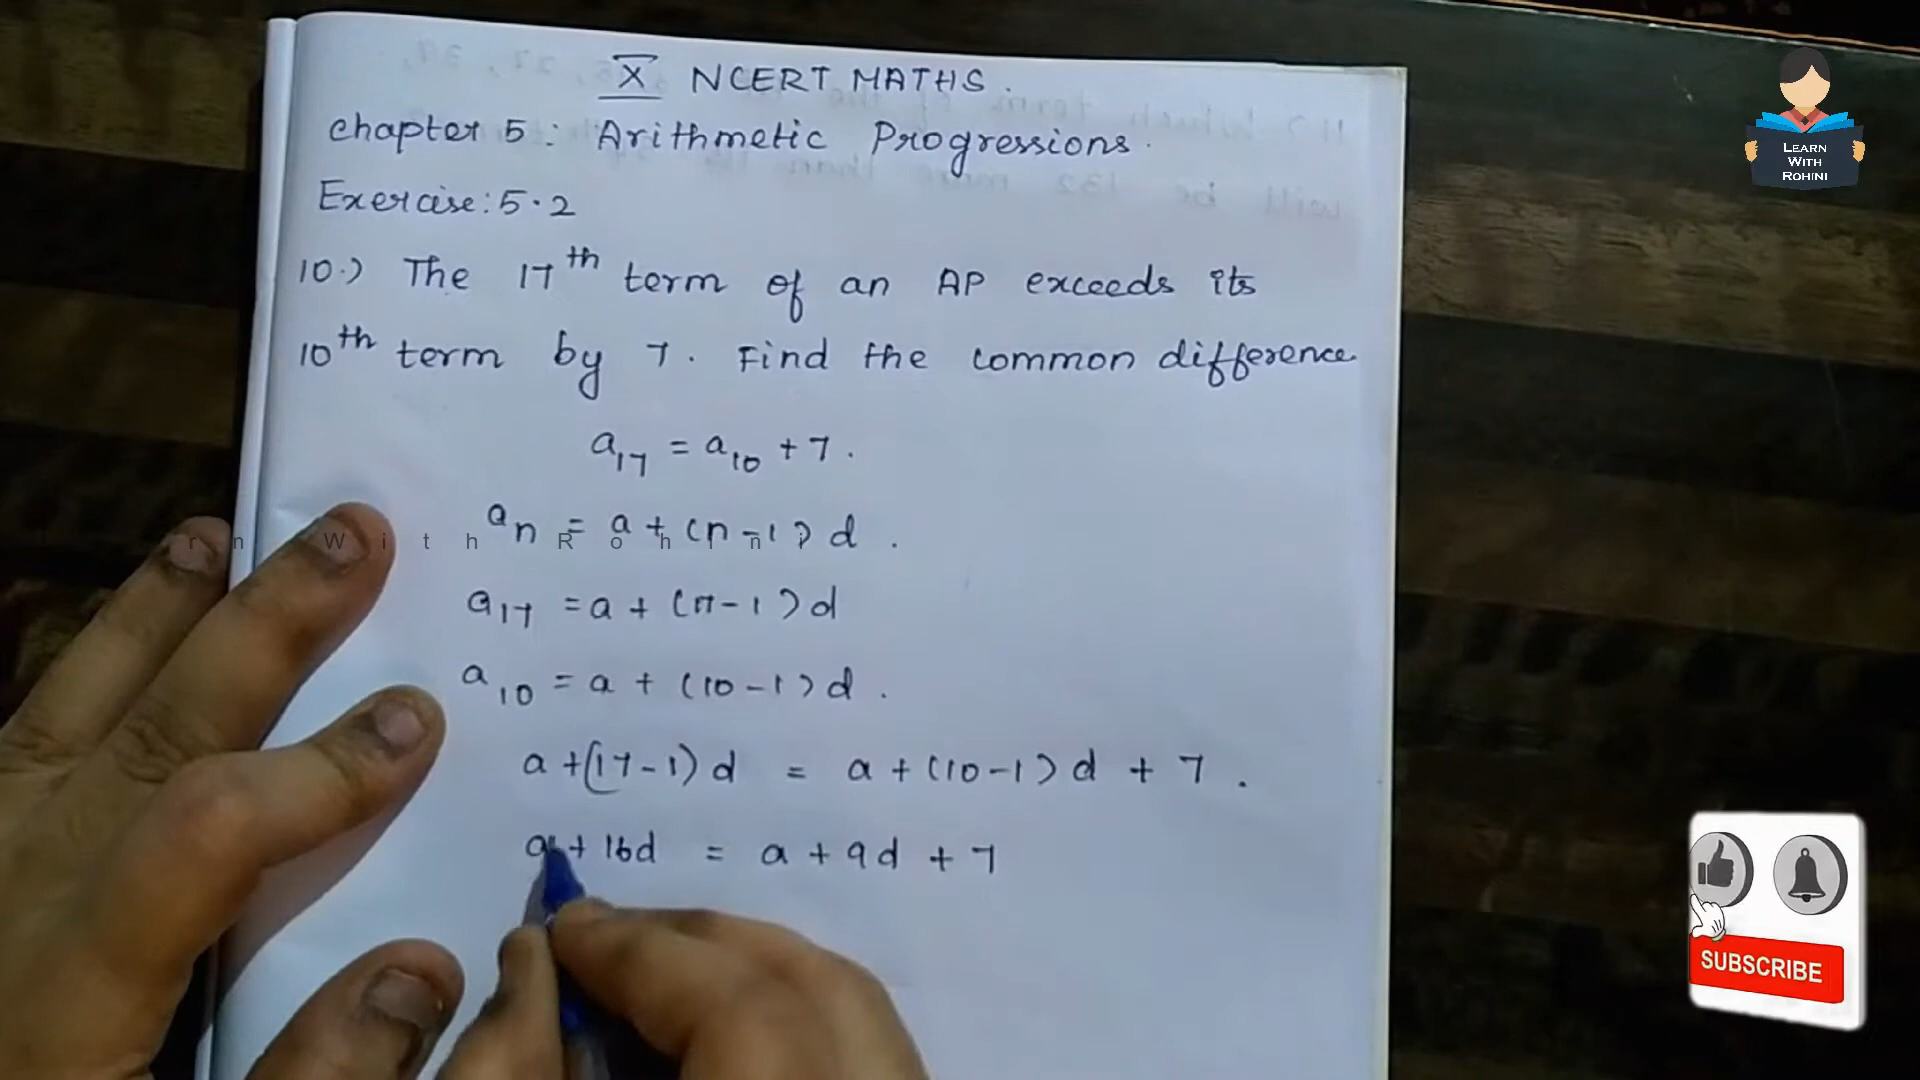 X NCERT MATHS.
Chapter 5: Arithmetic Progressions.
Exercise: 5.2
10.) The 17th term of an AP exceeds its
10th term by 7. Find the common difference
a17 = a10 + 7.
an = a + (n-1) d.
With Rohini
a17 = a + (17-1) d
a10 = a + (10-1) d.
a + (17-1) d = a + (10-1) d + 7.
a + 16d = a + 9d + 7
LEARN
WITH
ROHINI
SUBSCRIBE